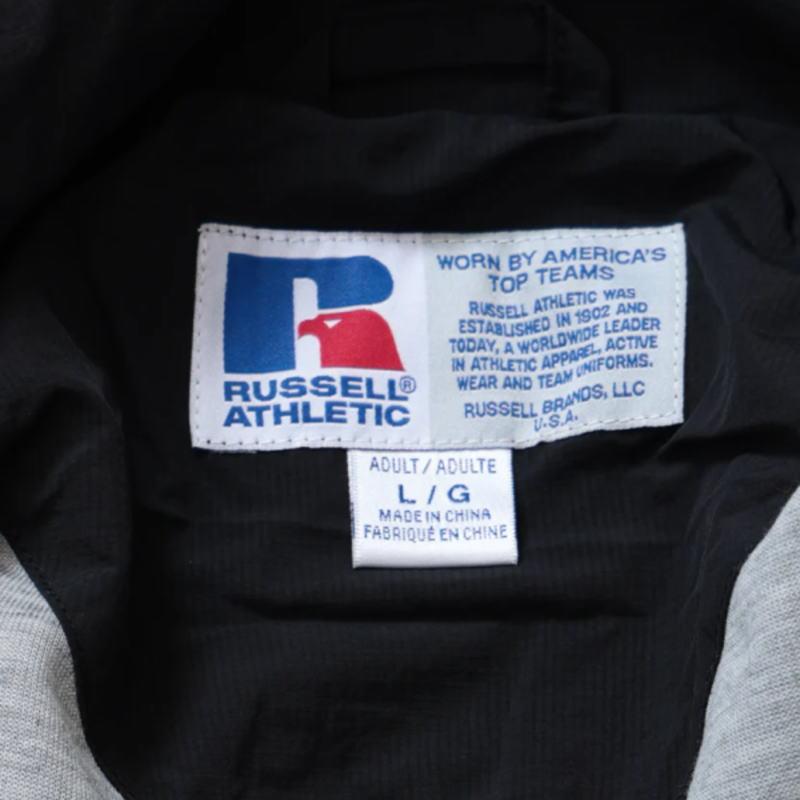 RUSSELL®
ATHLETIC
WORN BY AMERICA'S
TOP TEAMS
RUSSELL ATHLETIC WAS
ESTABLISHED IN 1902 AND
TODAY, A WORLDWIDE LEADER
IN ATHLETIC APPAREL, ACTIVE
WEAR AND TEAM UNIFORMS.
RUSSELL BRANDS, LLC
U.S.A.
ADULT / ADULTE
L / G
MADE IN CHINA
FABRIQUÉ EN CHINE